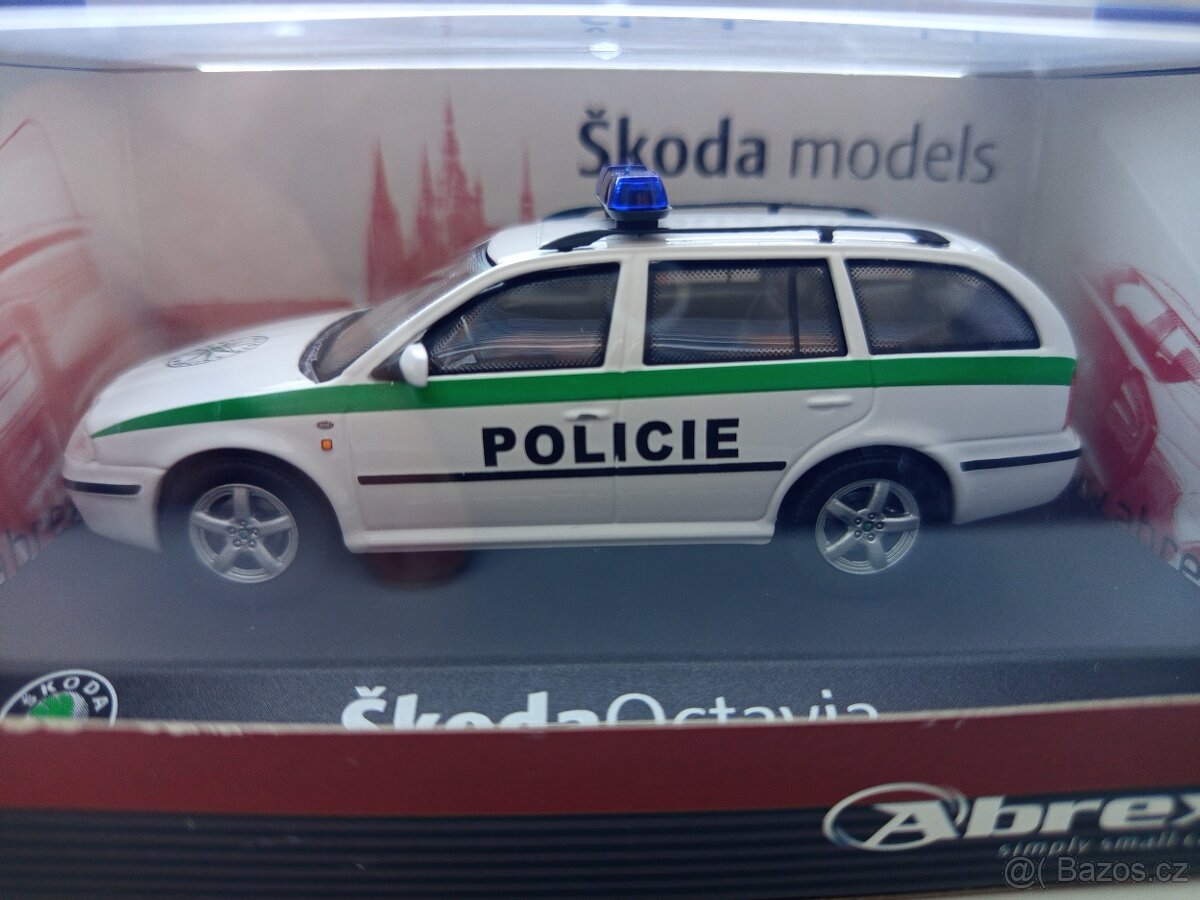 Škoda models
POLICIE
ŠKODA
ŠkodaOctavia
Abrex
simply small
@( Bazos.cz